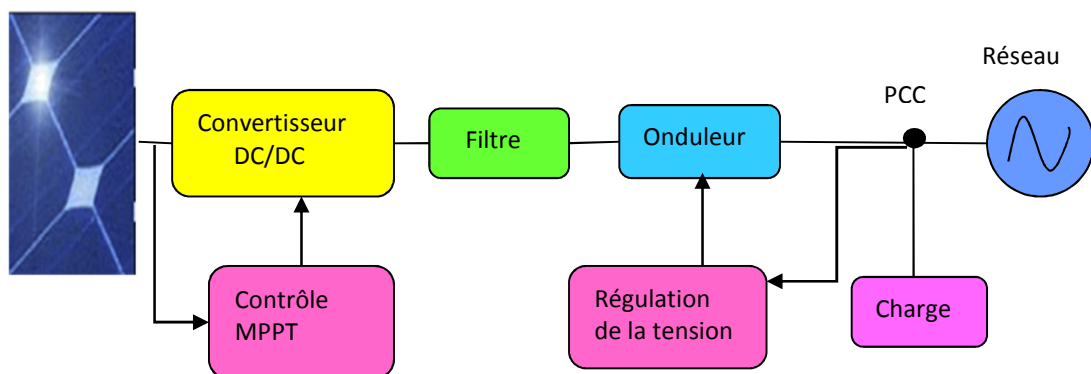 Réseau
PCC
Convertisseur
DC/DC
Filtre
Onduleur
Contrôle
MPPT
Régulation
de la tension
Charge